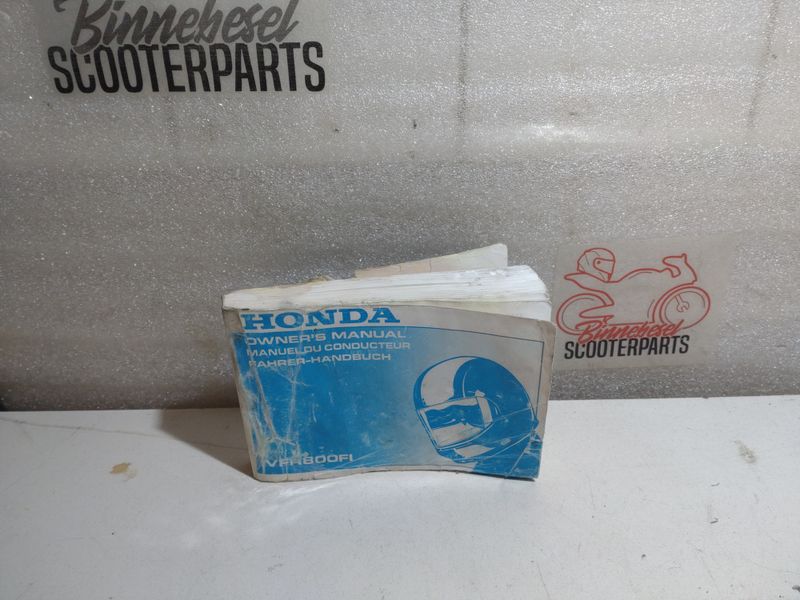 Binnebesel
SCOOTERPARTS
HONDA
OWNER'S MANUAL
MANUEL DU CONDUCTEUR
FAHRER-HANDBUCH
VFR800FI
Binnebesel
SCOOTERPARTS